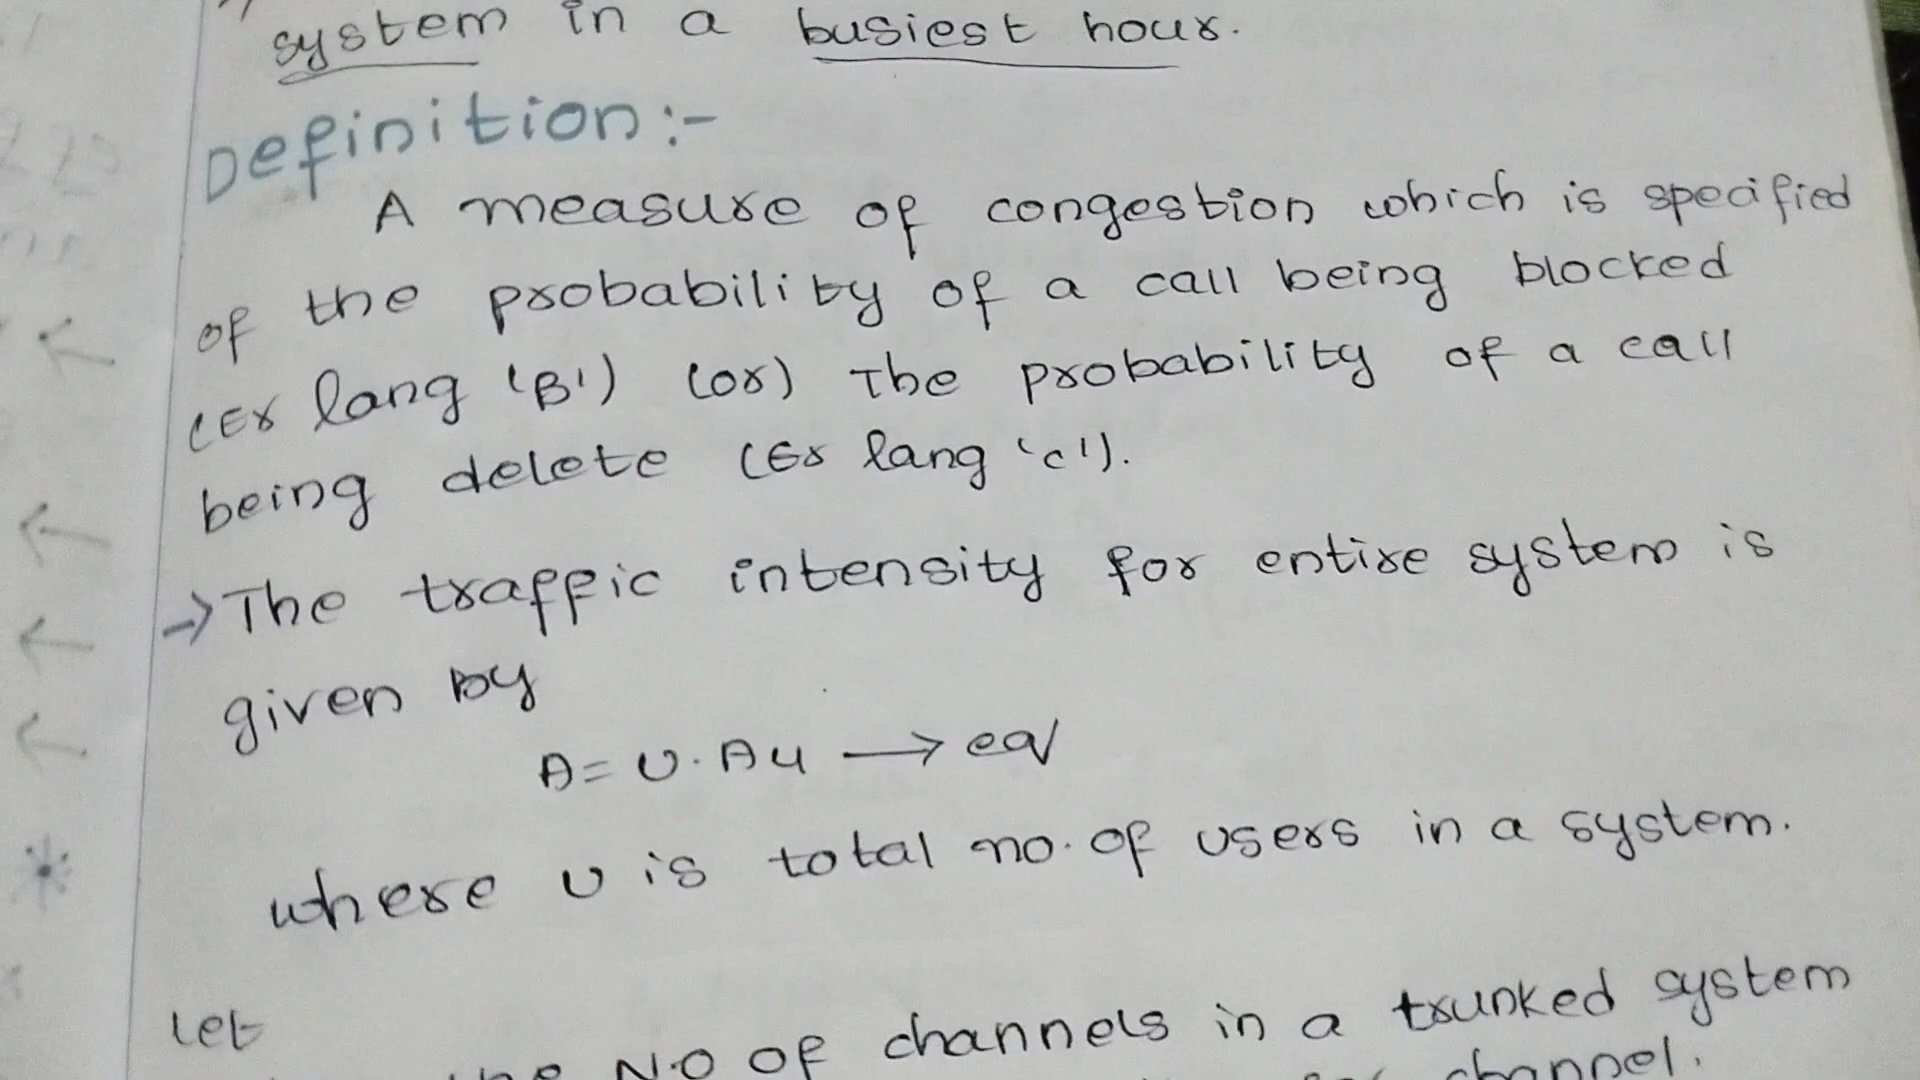 system in a busiest hour.
Definition:-
A measure of congestion which is specified
of the probability of a call being blocked
(Er lang 'B') (or) The probability of a call
being delete (Er lang 'c').
→ The traffic intensity for entire system is
given by
A = U. Au → eq
where U is total no. of users in a system.
Let
NO OF channels in a trunked system
channel.